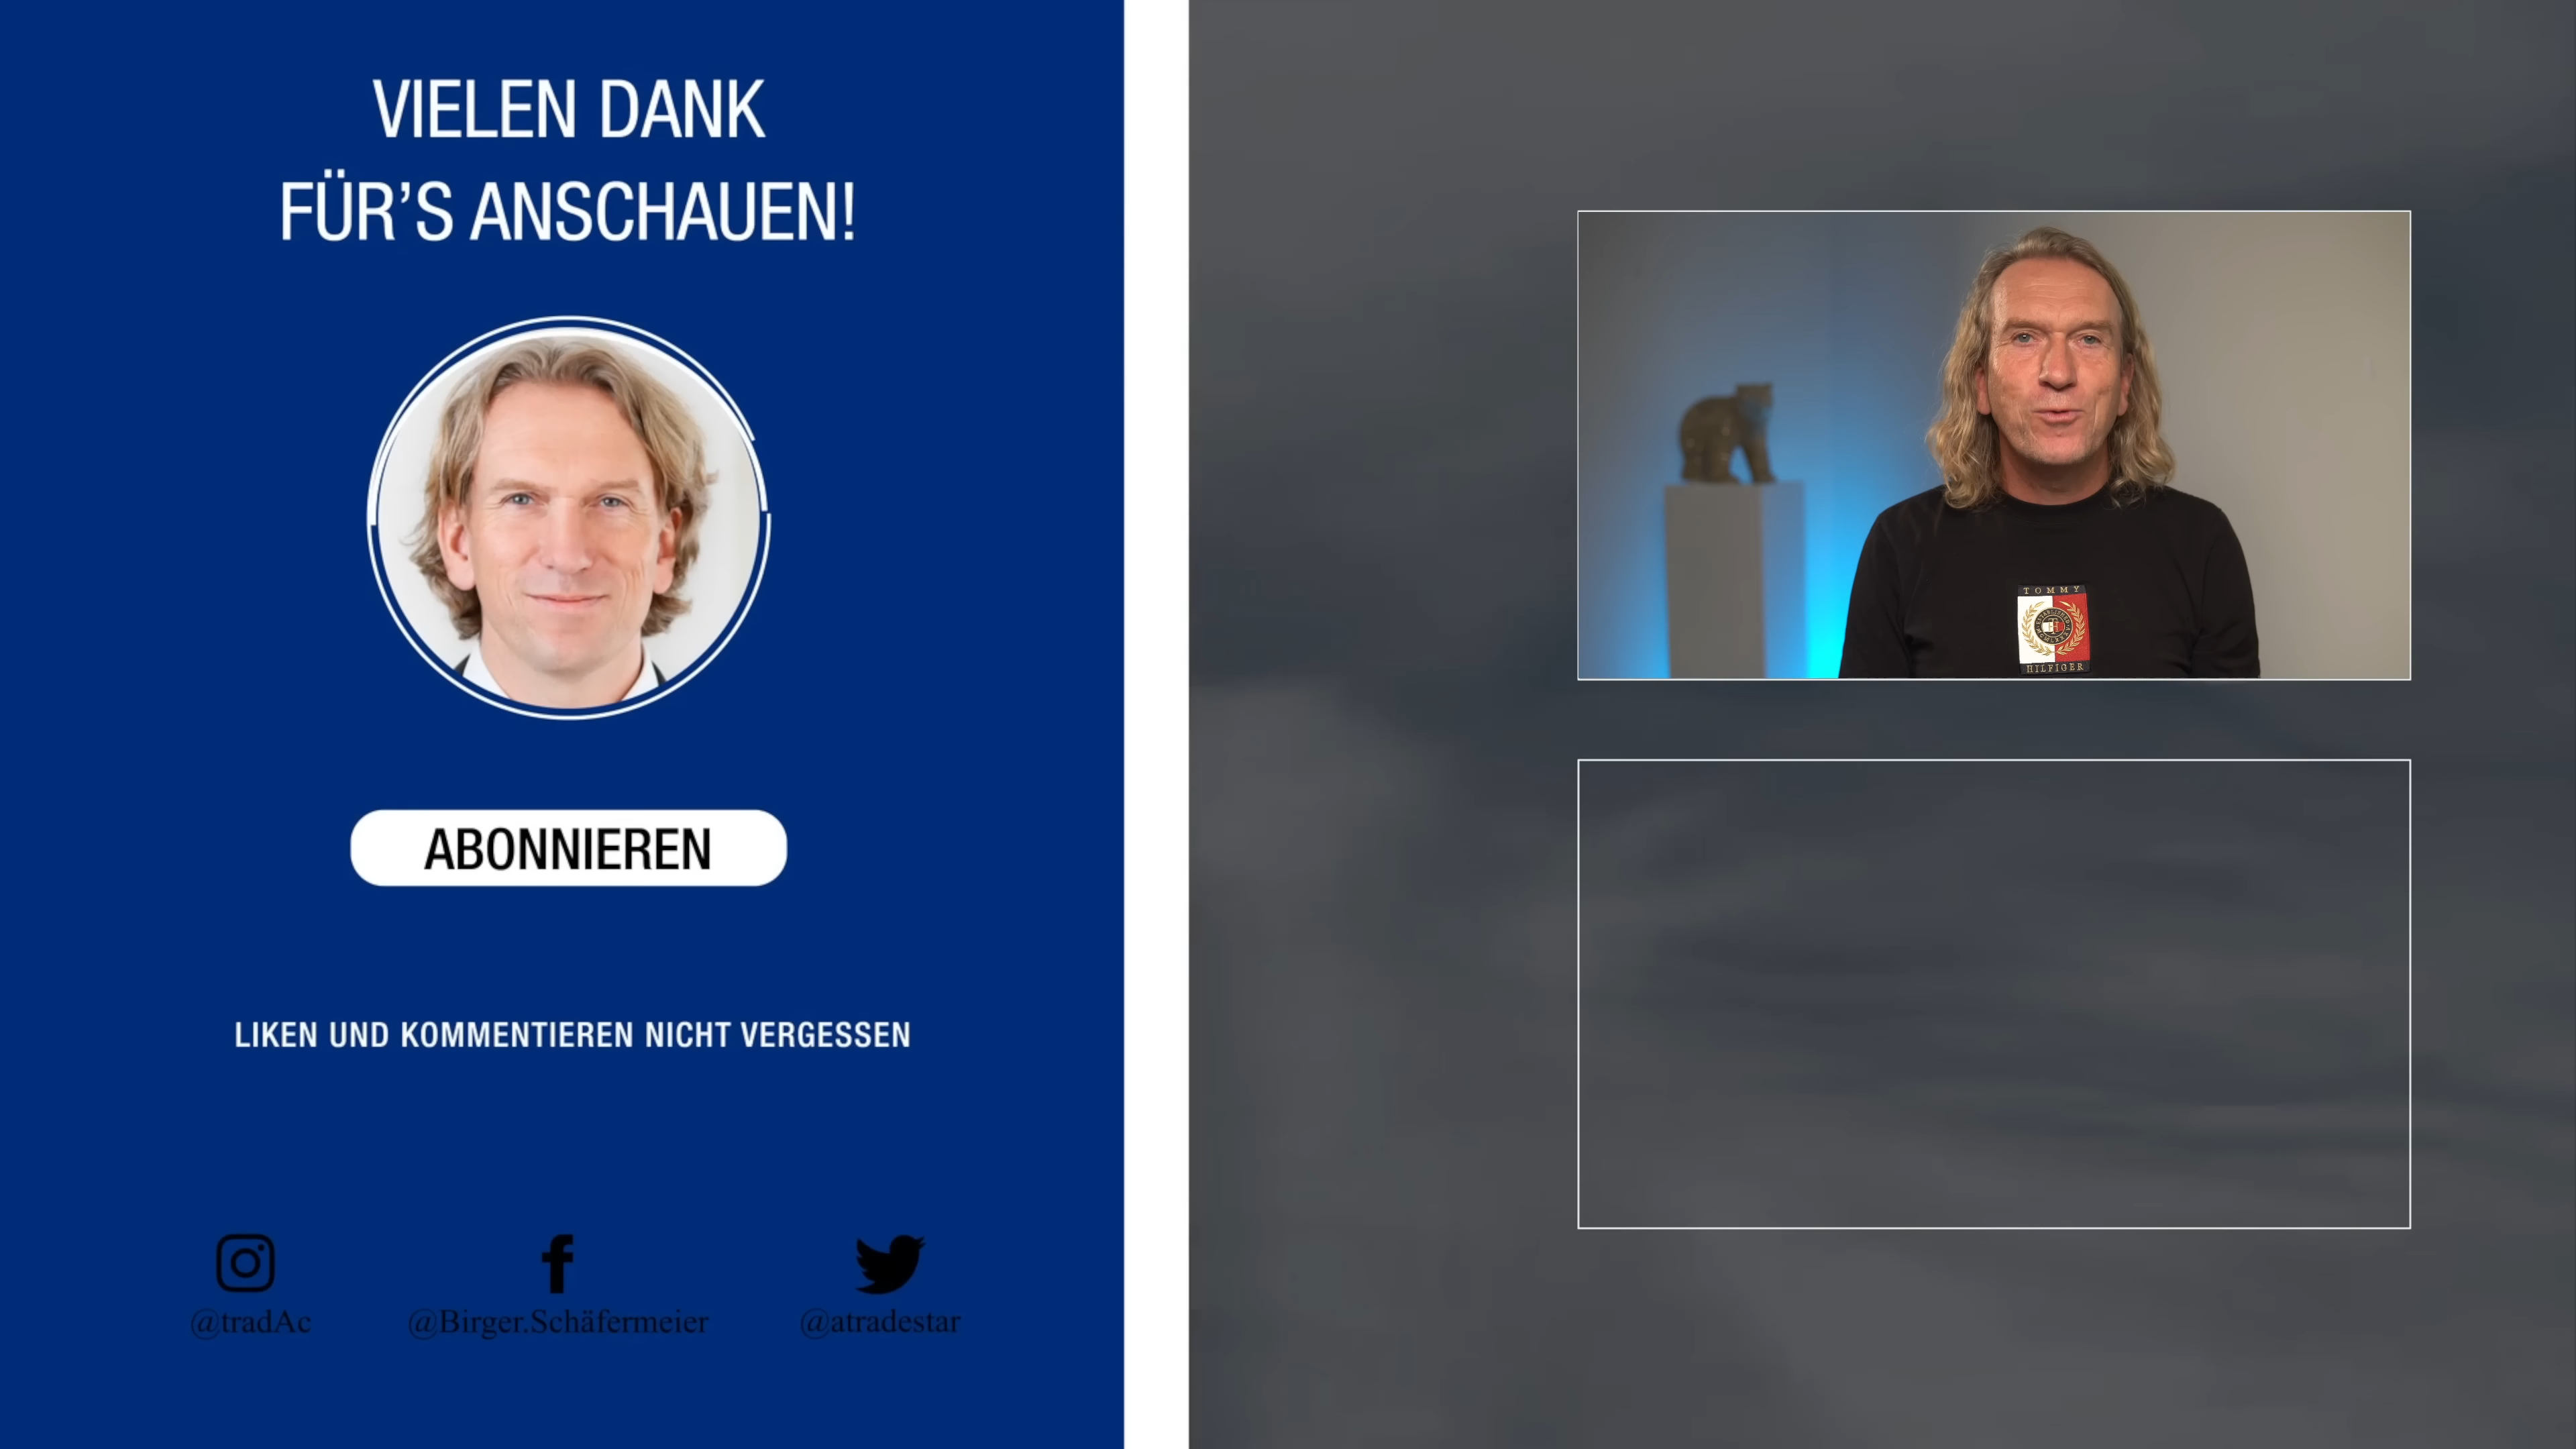 VIELEN DANK
FÜR'S ANSCHAUEN!
ABONNIEREN
LIKEN UND KOMMENTIEREN NICHT VERGESSEN
@tradAc
@Birger.Schäfermeier
@atradestar
TOMMY
HILFIGER